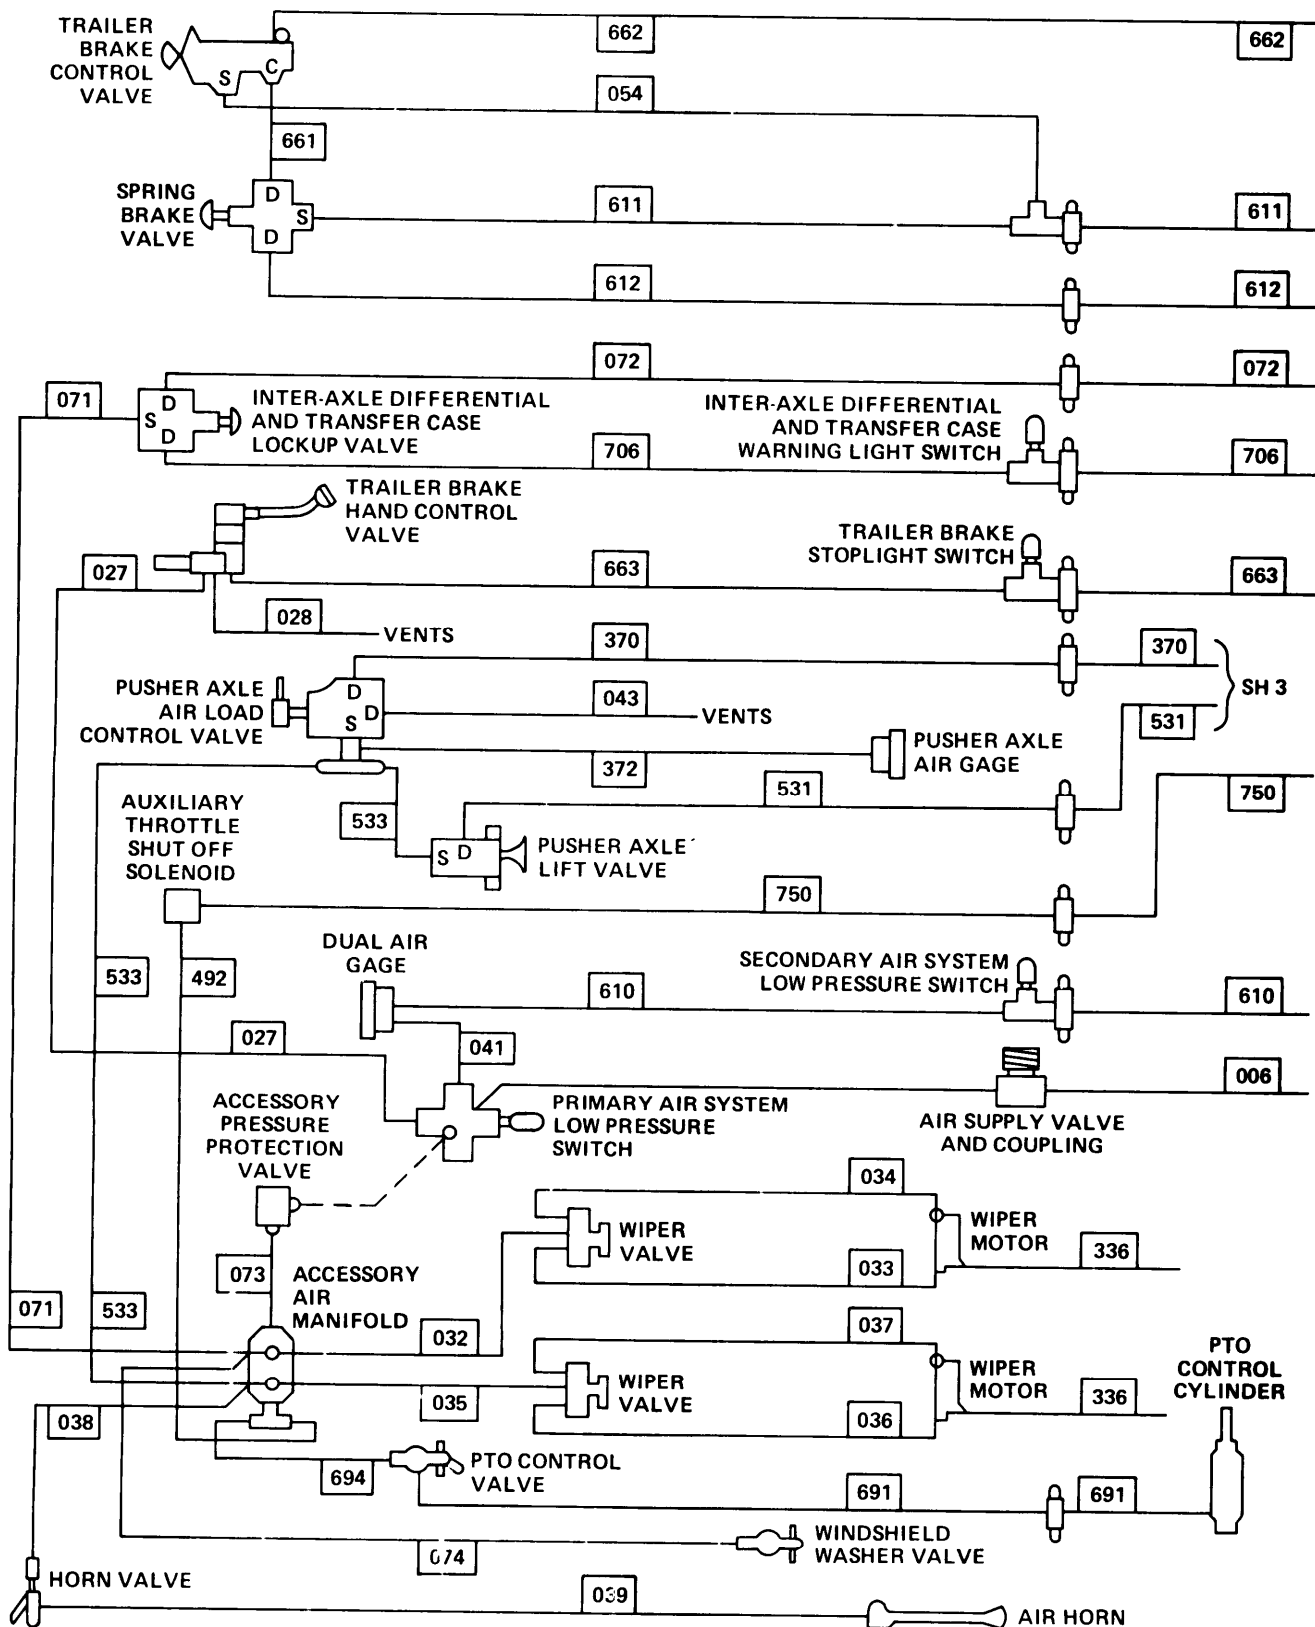 TRAILER
BRAKE
CONTROL
VALVE
S
C
662
662
054
661
SPRING
BRAKE
VALVE
D
S
D
611
611
612
612
072
072
071
S
D
D
INTER-AXLE DIFFERENTIAL
AND TRANSFER CASE
LOCKUP VALVE
INTER-AXLE DIFFERENTIAL
AND TRANSFER CASE
WARNING LIGHT SWITCH
706
706
TRAILER BRAKE
HAND CONTROL
VALVE
TRAILER BRAKE
STOPLIGHT SWITCH
027
663
663
028
VENTS
370
370
SH 3
PUSHER AXLE
AIR LOAD
CONTROL VALVE
D
S
D
043
VENTS
531
372
PUSHER AXLE
AIR GAGE
531
750
AUXILIARY
THROTTLE
SHUT OFF
SOLENOID
533
S
D
PUSHER AXLE
LIFT VALVE
750
DUAL AIR
GAGE
SECONDARY AIR SYSTEM
LOW PRESSURE SWITCH
533
492
610
610
027
041
006
ACCESSORY
PRESSURE
PROTECTION
VALVE
PRIMARY AIR SYSTEM
LOW PRESSURE
SWITCH
AIR SUPPLY VALVE
AND COUPLING
034
WIPER
VALVE
WIPER
MOTOR
336
033
073
ACCESSORY
AIR
MANIFOLD
071
533
032
037
PTO
CONTROL
CYLINDER
WIPER
VALVE
WIPER
MOTOR
336
035
036
038
694
PTO CONTROL
VALVE
691
691
074
WINDSHIELD
WASHER VALVE
HORN VALVE
039
AIR HORN